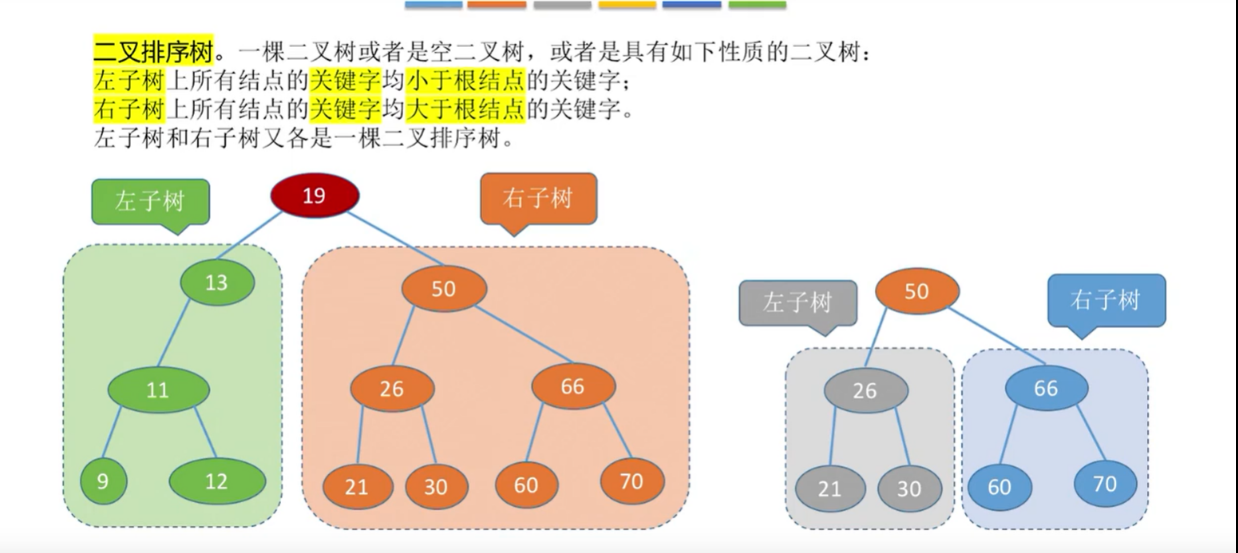 二叉排序树。一棵二叉树或者是空二叉树，或者是具有如下性质的二叉树：
左子树上所有结点的关键字均小于根结点的关键字；
右子树上所有结点的关键字均大于根结点的关键字。
左子树和右子树又各是一棵二叉排序树。
左子树
19
右子树
13
50
11
26
66
9
12
21
30
60
70
左子树
50
右子树
26
66
21
30
60
70